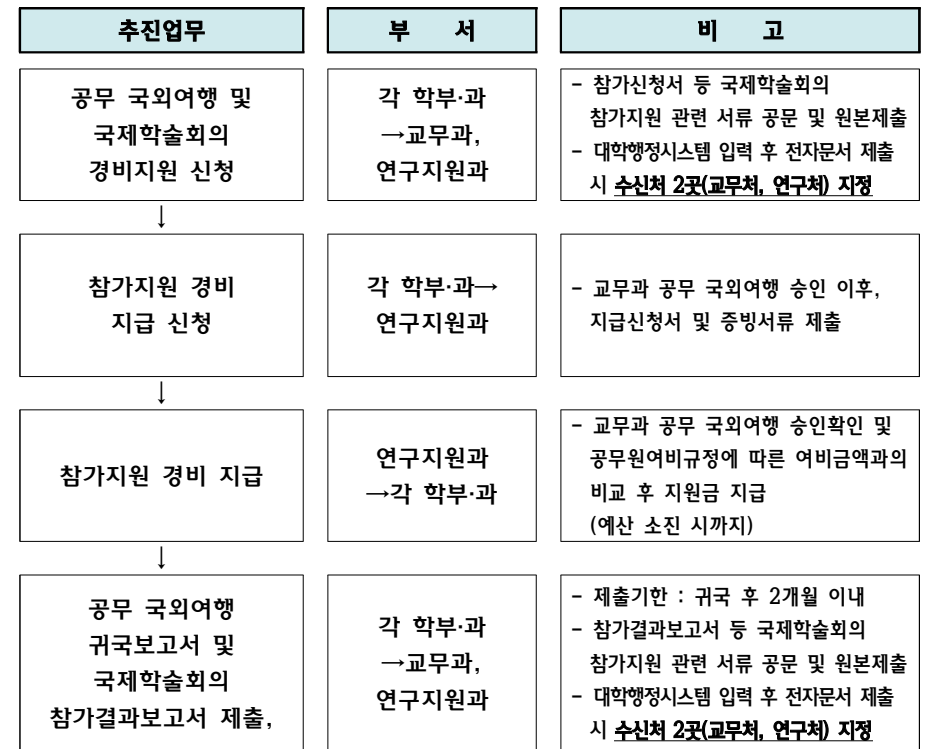 추진업무
부 서
비 고
공무 국외여행 및
국제학술회의
경비지원 신청
각 학부·과
→교무과,
연구지원과
- 참가신청서 등 국제학술회의
참가지원 관련 서류 공문 및 원본제출
- 대학행정시스템 입력 후 전자문서 제출
시 수신처 2곳(교무처, 연구처) 지정
↓
참가지원 경비
지급 신청
각 학부·과→
연구지원과
- 교무과 공무 국외여행 승인 이후,
지급신청서 및 증빙서류 제출
↓
참가지원 경비 지급
연구지원과
→각 학부·과
- 교무과 공무 국외여행 승인확인 및
공무원여비규정에 따른 여비금액과의
비교 후 지원금 지급
(예산 소진 시까지)
↓
공무 국외여행
귀국보고서 및
국제학술회의
참가결과보고서 제출,
각 학부·과
→교무과,
연구지원과
- 제출기한 : 귀국 후 2개월 이내
- 참가결과보고서 등 국제학술회의
참가지원 관련 서류 공문 및 원본제출
- 대학행정시스템 입력 후 전자문서 제출
시 수신처 2곳(교무처, 연구처) 지정